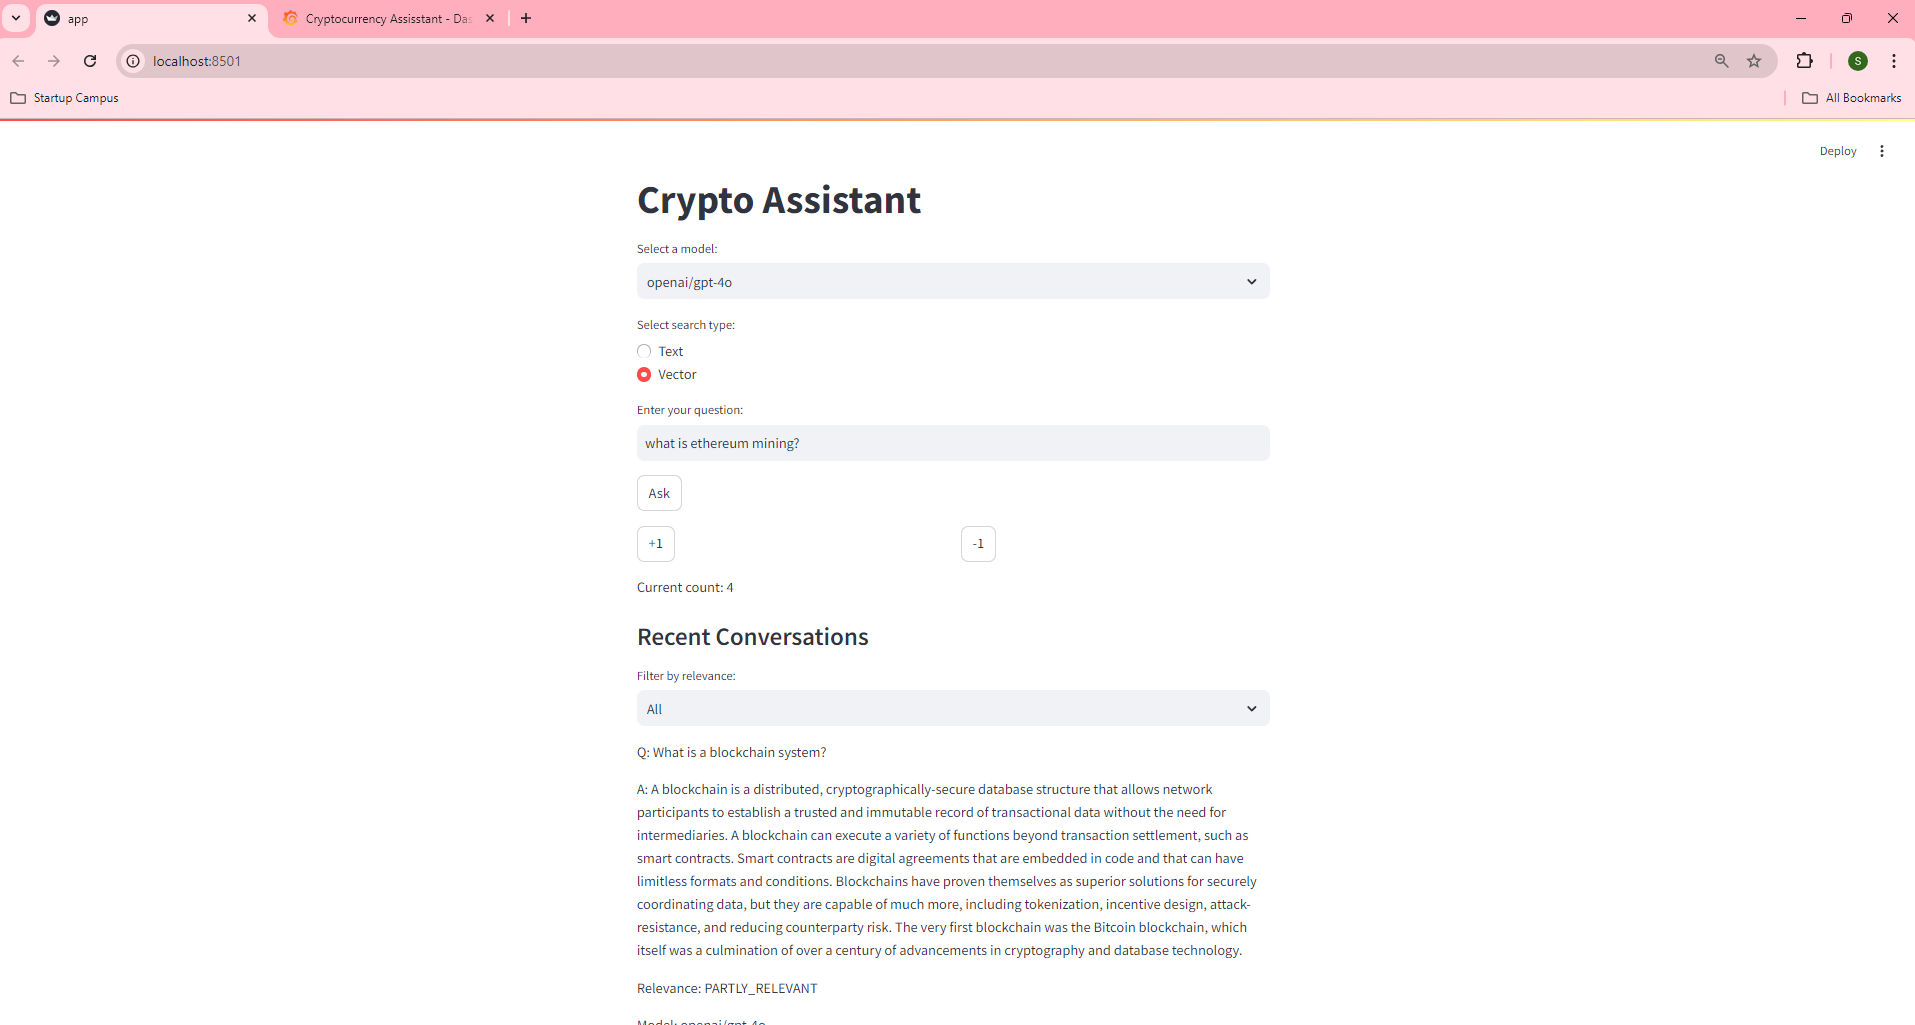 app
Cryptocurrency Assisstant - Das
localhost:8501
S
Startup Campus
All Bookmarks
Deploy
Crypto Assistant
Select a model:
openai/gpt-4o
Select search type:
Text
Vector
Enter your question:
what is ethereum mining?
Ask
+1
-1
Current count: 4
Recent Conversations
Filter by relevance:
All
Q: What is a blockchain system?
A: A blockchain is a distributed, cryptographically-secure database structure that allows network
participants to establish a trusted and immutable record of transactional data without the need for
intermediaries. A blockchain can execute a variety of functions beyond transaction settlement, such as
smart contracts. Smart contracts are digital agreements that are embedded in code and that can have
limitless formats and conditions. Blockchains have proven themselves as superior solutions for securely
coordinating data, but they are capable of much more, including tokenization, incentive design, attack-
resistance, and reducing counterparty risk. The very first blockchain was the Bitcoin blockchain, which
itself was a culmination of over a century of advancements in cryptography and database technology.
Relevance: PARTLY_RELEVANT
Model: openai/gpt-4o